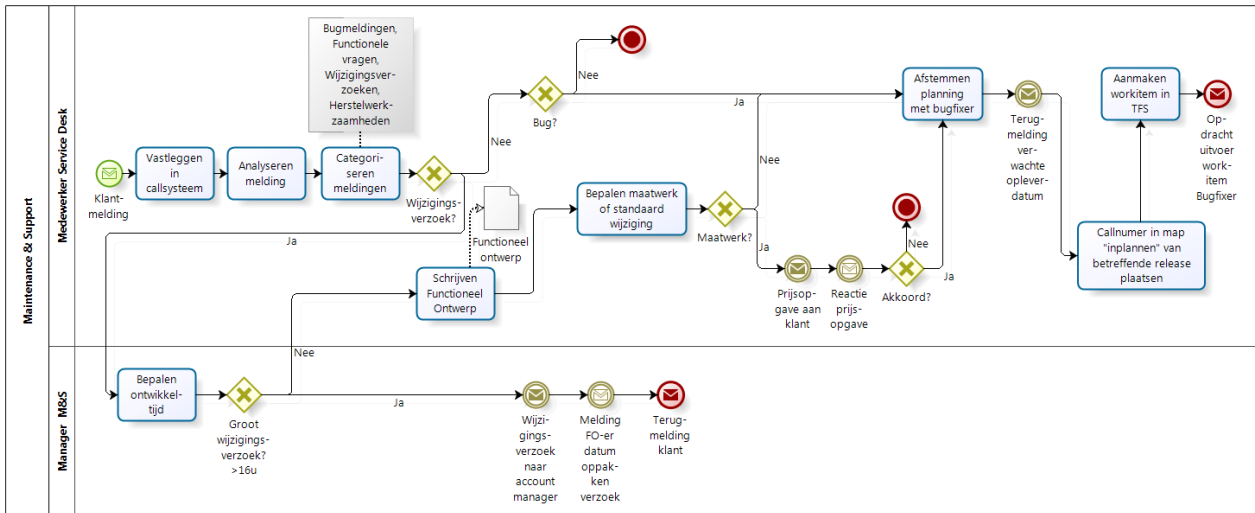 Maintenance & Support
Medewerker Service Desk
Manager M&S
Bugmeldingen,
Functionele
vragen,
Wijzigingsver-
zoeken,
Herstelwerk-
zaamheden
Klant-
melding
Vastleggen
in
callsysteem
Analyseren
melding
Categori-
seren
meldingen
Wijzigings-
verzoek?
Nee
Ja
Bug?
Nee
Ja
Functioneel
ontwerp
Schrijven
Functioneel
Ontwerp
Bepalen maatwerk
of standaard
wijziging
Maatwerk?
Nee
Ja
Prijsop-
gave aan
klant
Reactie
prijs-
opgave
Akkoord?
Nee
Ja
Afstemmen
planning
met bugfixer
Terug-
melding
ver-
wachte
oplever-
datum
Callnumer in map
"inplannen" van
betreffende release
plaatsen
Aanmaken
workitem in
TFS
Op-
dracht
uitvoer
work-
item
Bugfixer
Bepalen
ontwikkel-
tijd
Groot
wijzigings-
verzoek?
>16u
Nee
Ja
Wijzi-
gings-
verzoek
naar
account
manager
Melding
FO-er
datum
oppak-
ken
verzoek
Terug-
melding
klant